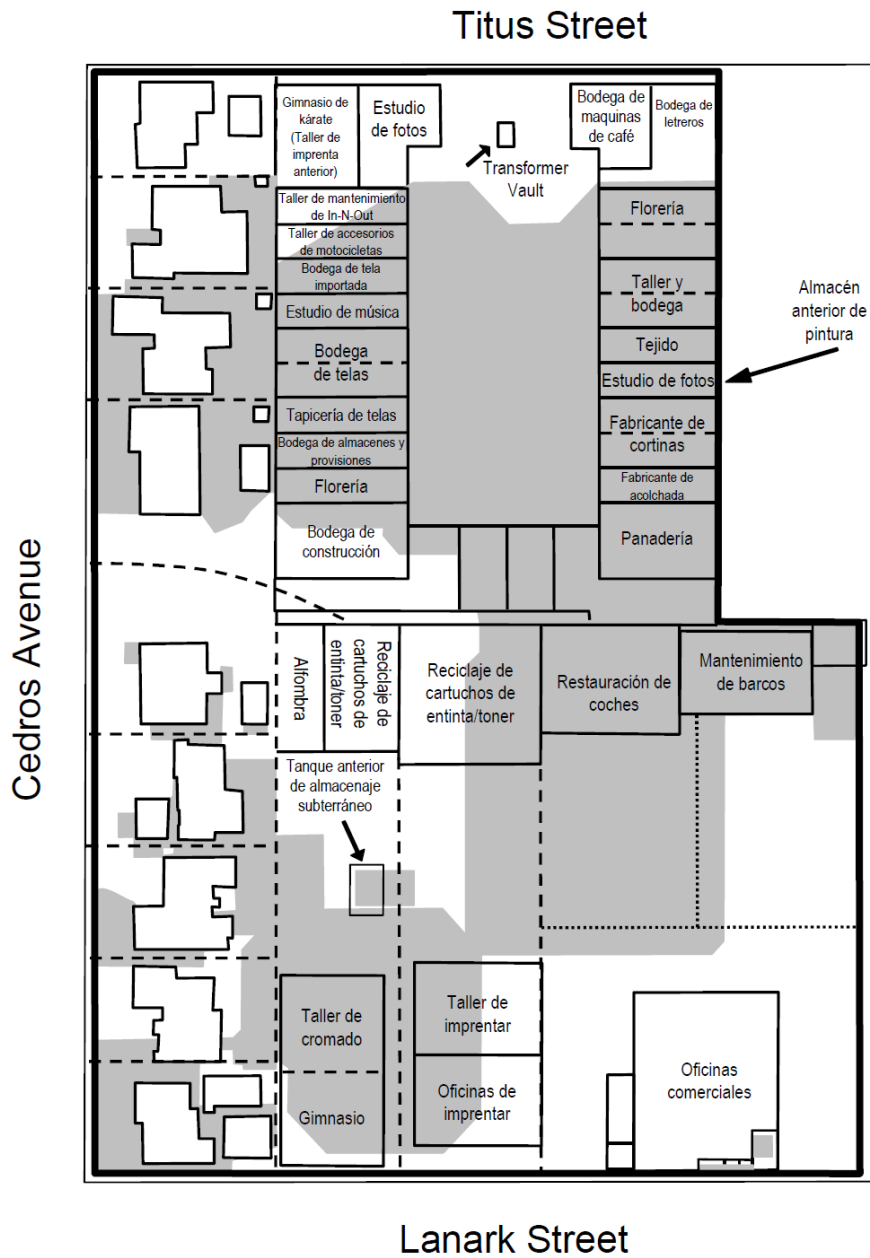 Titus Street
Gimnasio de
kárate
(Taller de
imprenta
anterior)
Estudio
de fotos
Transformer
Vault
Bodega de
maquinas
de café
Bodega de
letreros
Taller de mantenimiento
de In-N-Out
Taller de accesorios
de motocicletas
Bodega de tela
importada
Estudio de música
Bodega
de telas
Tapicería de telas
Bodega de almacenes y
provisiones
Florería
Bodega de
construcción
Florería
Taller y
bodega
Tejido
Estudio de fotos
Fabricante de
cortinas
Fabricante de
acolchada
Panadería
Almacén
anterior de
pintura
Cedros Avenue
Alfombra
Reciclaje de
cartuchos de
entinta/toner
Reciclaje de
cartuchos de
entinta/toner
Restauración de
coches
Mantenimiento
de barcos
Tanque anterior
de almacenaje
subterráneo
Taller de
cromado
Gimnasio
Taller de
imprentar
Oficinas de
imprentar
Oficinas
comerciales
Lanark Street